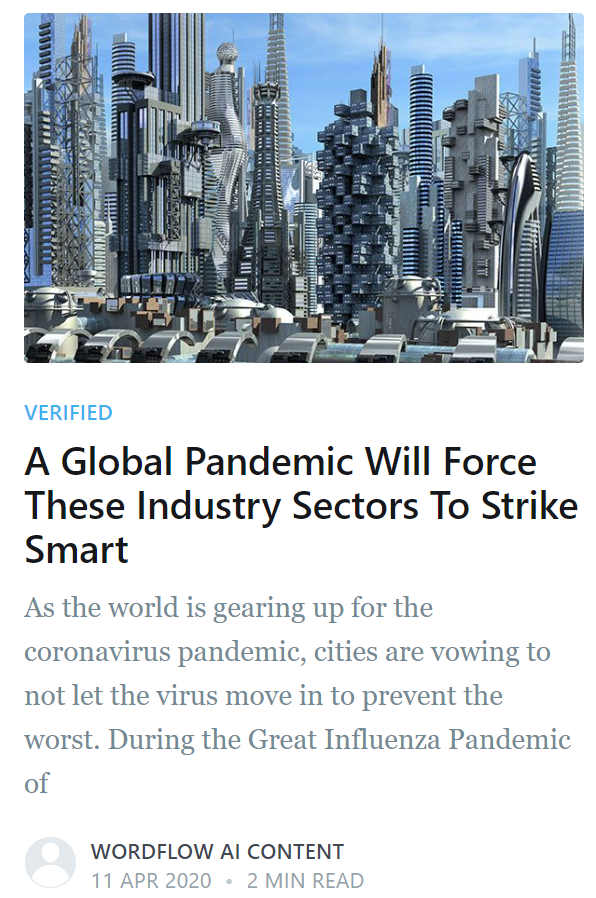 VERIFIED
A Global Pandemic Will Force
These Industry Sectors To Strike
Smart
As the world is gearing up for the
coronavirus pandemic, cities are vowing to
not let the virus move in to prevent the
worst. During the Great Influenza Pandemic
of
WORDFLOW AI CONTENT
11 APR 2020 • 2 MIN READ